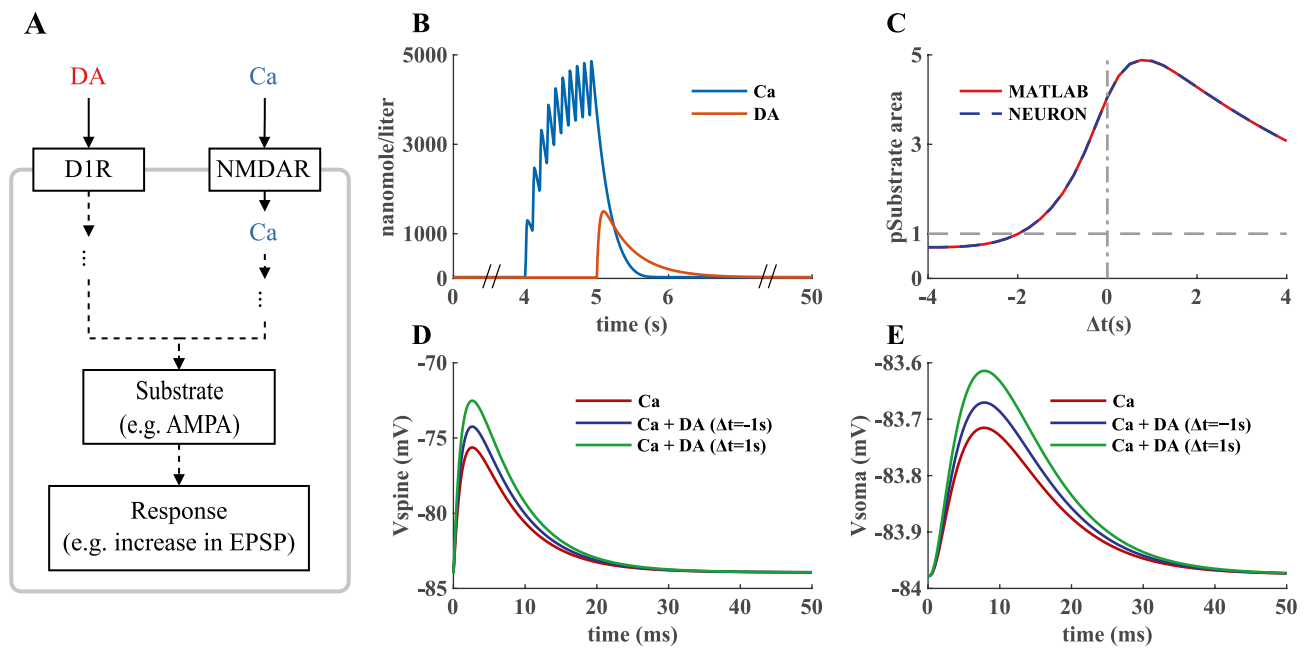 A
DA
Ca
D1R
NMDAR
Ca
...
...
Substrate
(e.g. AMPA)
Response
(e.g. increase in EPSP)
B
nanomole/liter
5000
3000
1000
0
Ca
DA
0 4 5 6 50
time (s)
C
pSubstrate area
5
3
1
0
MATLAB
NEURON
-4 -2 0 2 4
Δt(s)
D
Vspine (mV)
-70
-75
-80
-85
Ca
Ca + DA (Δt=-1s)
Ca + DA (Δt=1s)
0 10 20 30 40 50
time (ms)
E
Vsoma (mV)
-83.6
-83.7
-83.8
-83.9
-84
Ca
Ca + DA (Δt=−1s)
Ca + DA (Δt=1s)
0 10 20 30 40 50
time (ms)